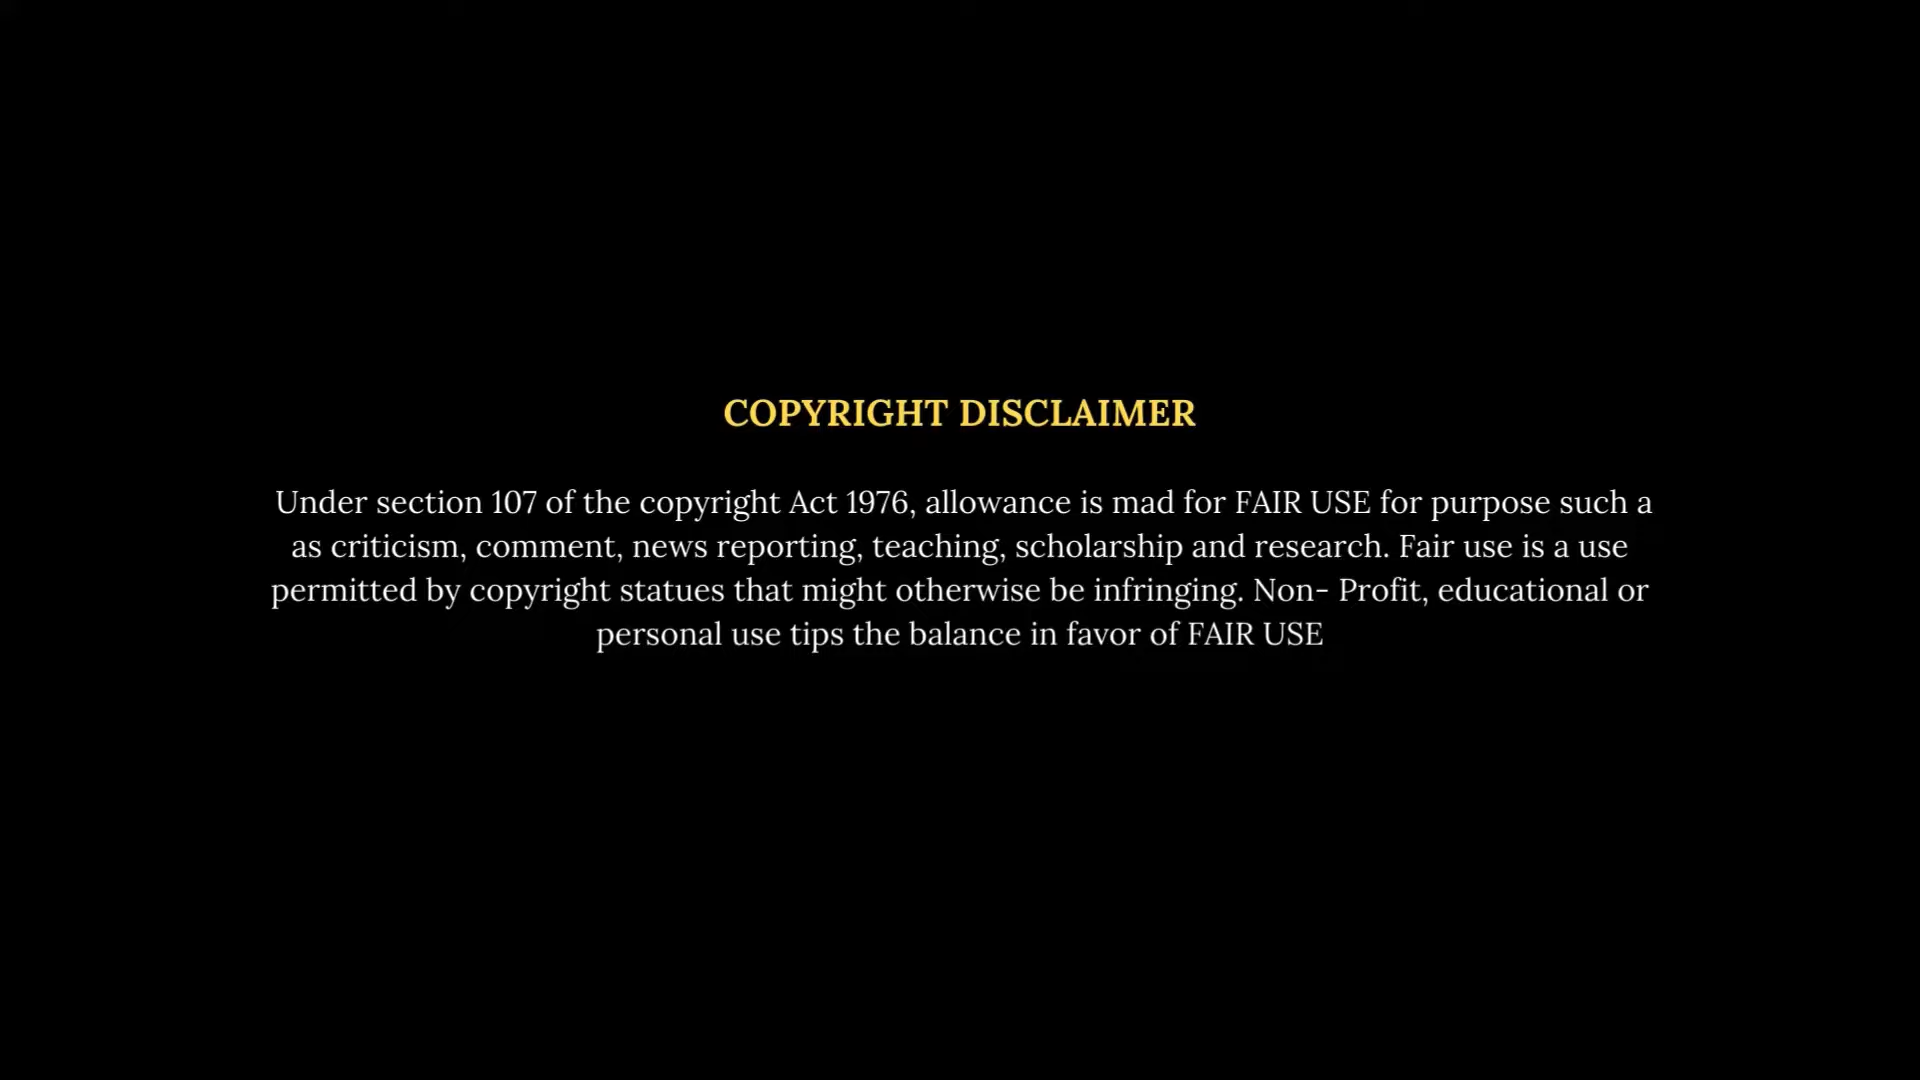 COPYRIGHT DISCLAIMER
Under section 107 of the copyright Act 1976, allowance is mad for FAIR USE for purpose such a
as criticism, comment, news reporting, teaching, scholarship and research. Fair use is a use
permitted by copyright statues that might otherwise be infringing. Non- Profit, educational or
personal use tips the balance in favor of FAIR USE